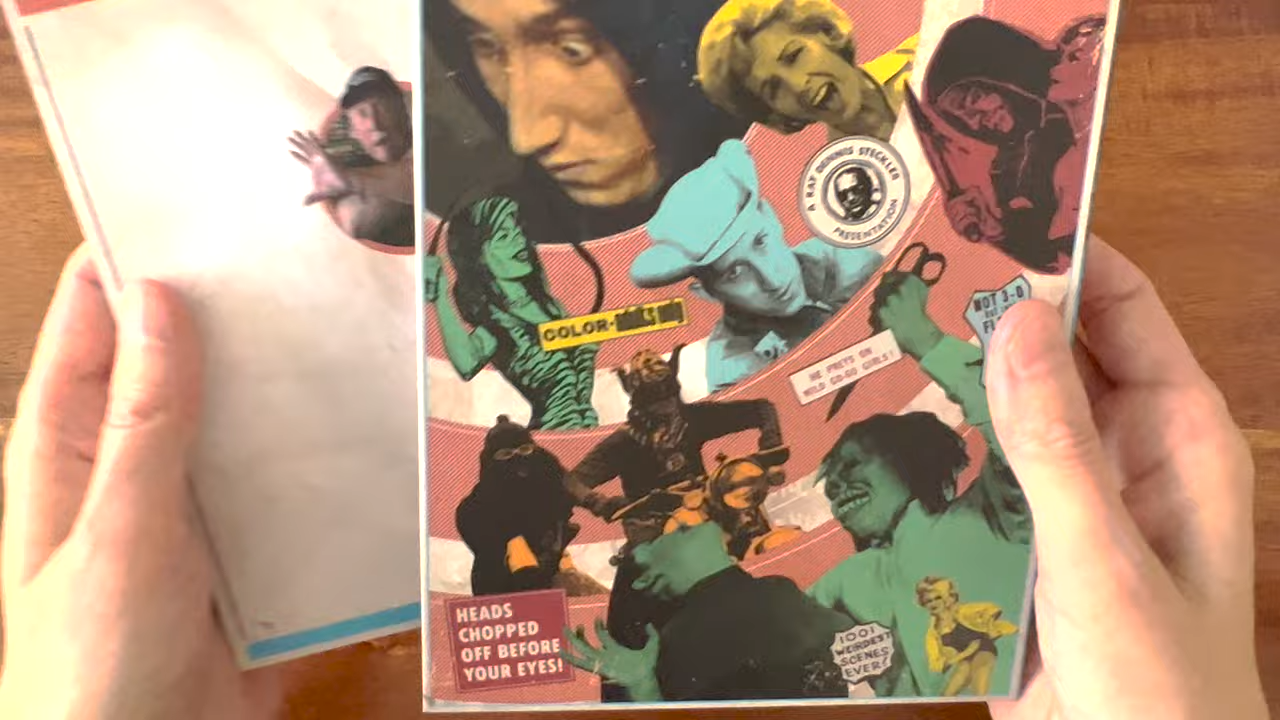 A RAY DENNIS STECKLER
PRESENTATION
COLOR-
NOT 3-D
HE PREYS ON
WILD GO-GO GIRLS!
HEADS
CHOPPED
OFF BEFORE
YOUR EYES!
1001
WEIRDEST
SCENES
EVER!